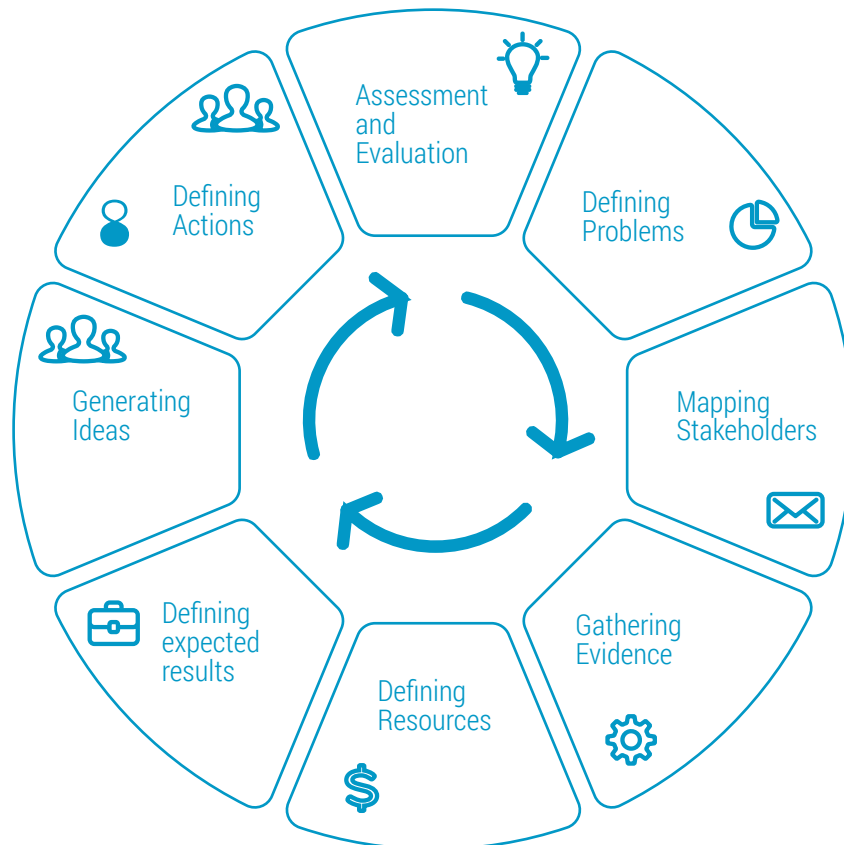 Assessment
and
Evaluation
Defining
Problems
Mapping
Stakeholders
Gathering
Evidence
Defining
Resources
Defining
expected
results
Generating
Ideas
Defining
Actions
$